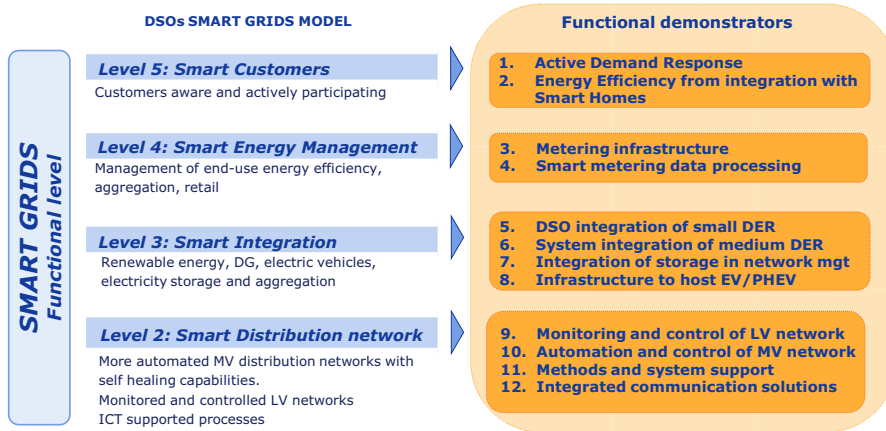 DSOs SMART GRIDS MODEL
Functional demonstrators
SMART GRIDS
Functional level
Level 5: Smart Customers
Customers aware and actively participating
1. Active Demand Response
2. Energy Efficiency from integration with
Smart Homes
Level 4: Smart Energy Management
Management of end-use energy efficiency,
aggregation, retail
3. Metering infrastructure
4. Smart metering data processing
Level 3: Smart Integration
Renewable energy, DG, electric vehicles,
electricity storage and aggregation
5. DSO integration of small DER
6. System integration of medium DER
7. Integration of storage in network mgt
8. Infrastructure to host EV/PHEV
Level 2: Smart Distribution network
More automated MV distribution networks with
self healing capabilities.
Monitored and controlled LV networks
ICT supported processes
9. Monitoring and control of LV network
10. Automation and control of MV network
11. Methods and system support
12. Integrated communication solutions